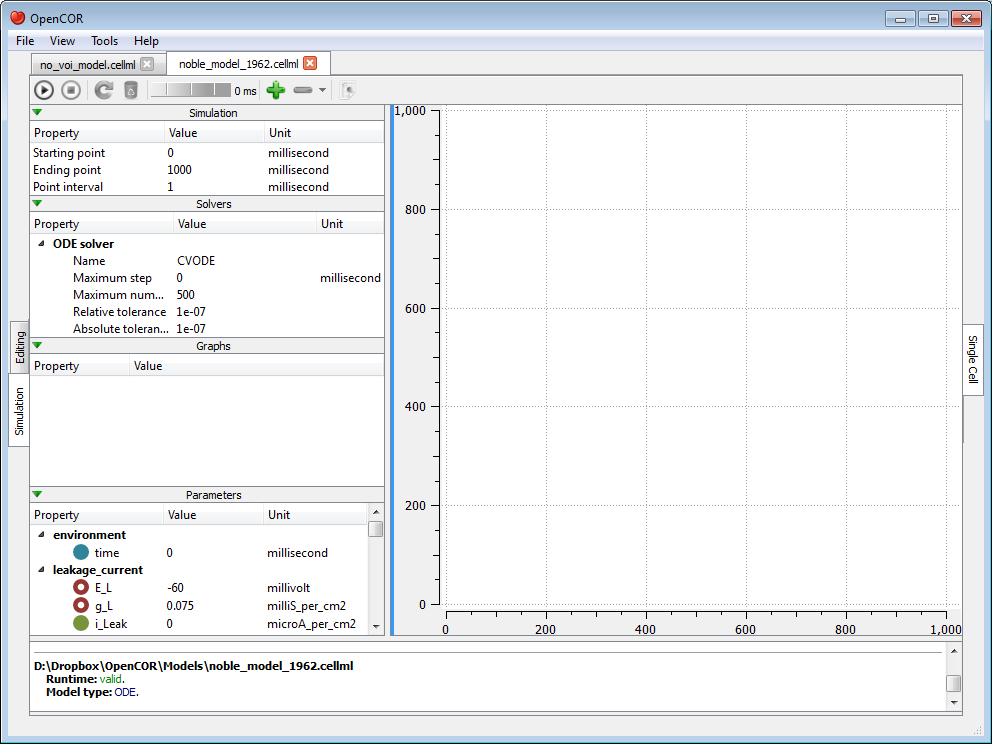 OpenCOR
File View Tools Help
no_voi_model.cellml noble_model_1962.cellml
0 ms
Simulation
Property Value Unit
Starting point 0 millisecond
Ending point 1000 millisecond
Point interval 1 millisecond
Solvers
Property Value Unit
ODE solver
Name CVODE
Maximum step 0 millisecond
Maximum num... 500
Relative tolerance 1e-07
Absolute toleran... 1e-07
Graphs
Property Value
Parameters
Property Value Unit
environment
time 0 millisecond
leakage_current
E_L -60 millivolt
g_L 0.075 milliS_per_cm2
i_Leak 0 microA_per_cm2
Editing
Simulation
1,000
800
600
400
200
0
0 200 400 600 800 1,000
Single Cell
D:\Dropbox\OpenCOR\Models\noble_model_1962.cellml
Runtime: valid.
Model type: ODE.